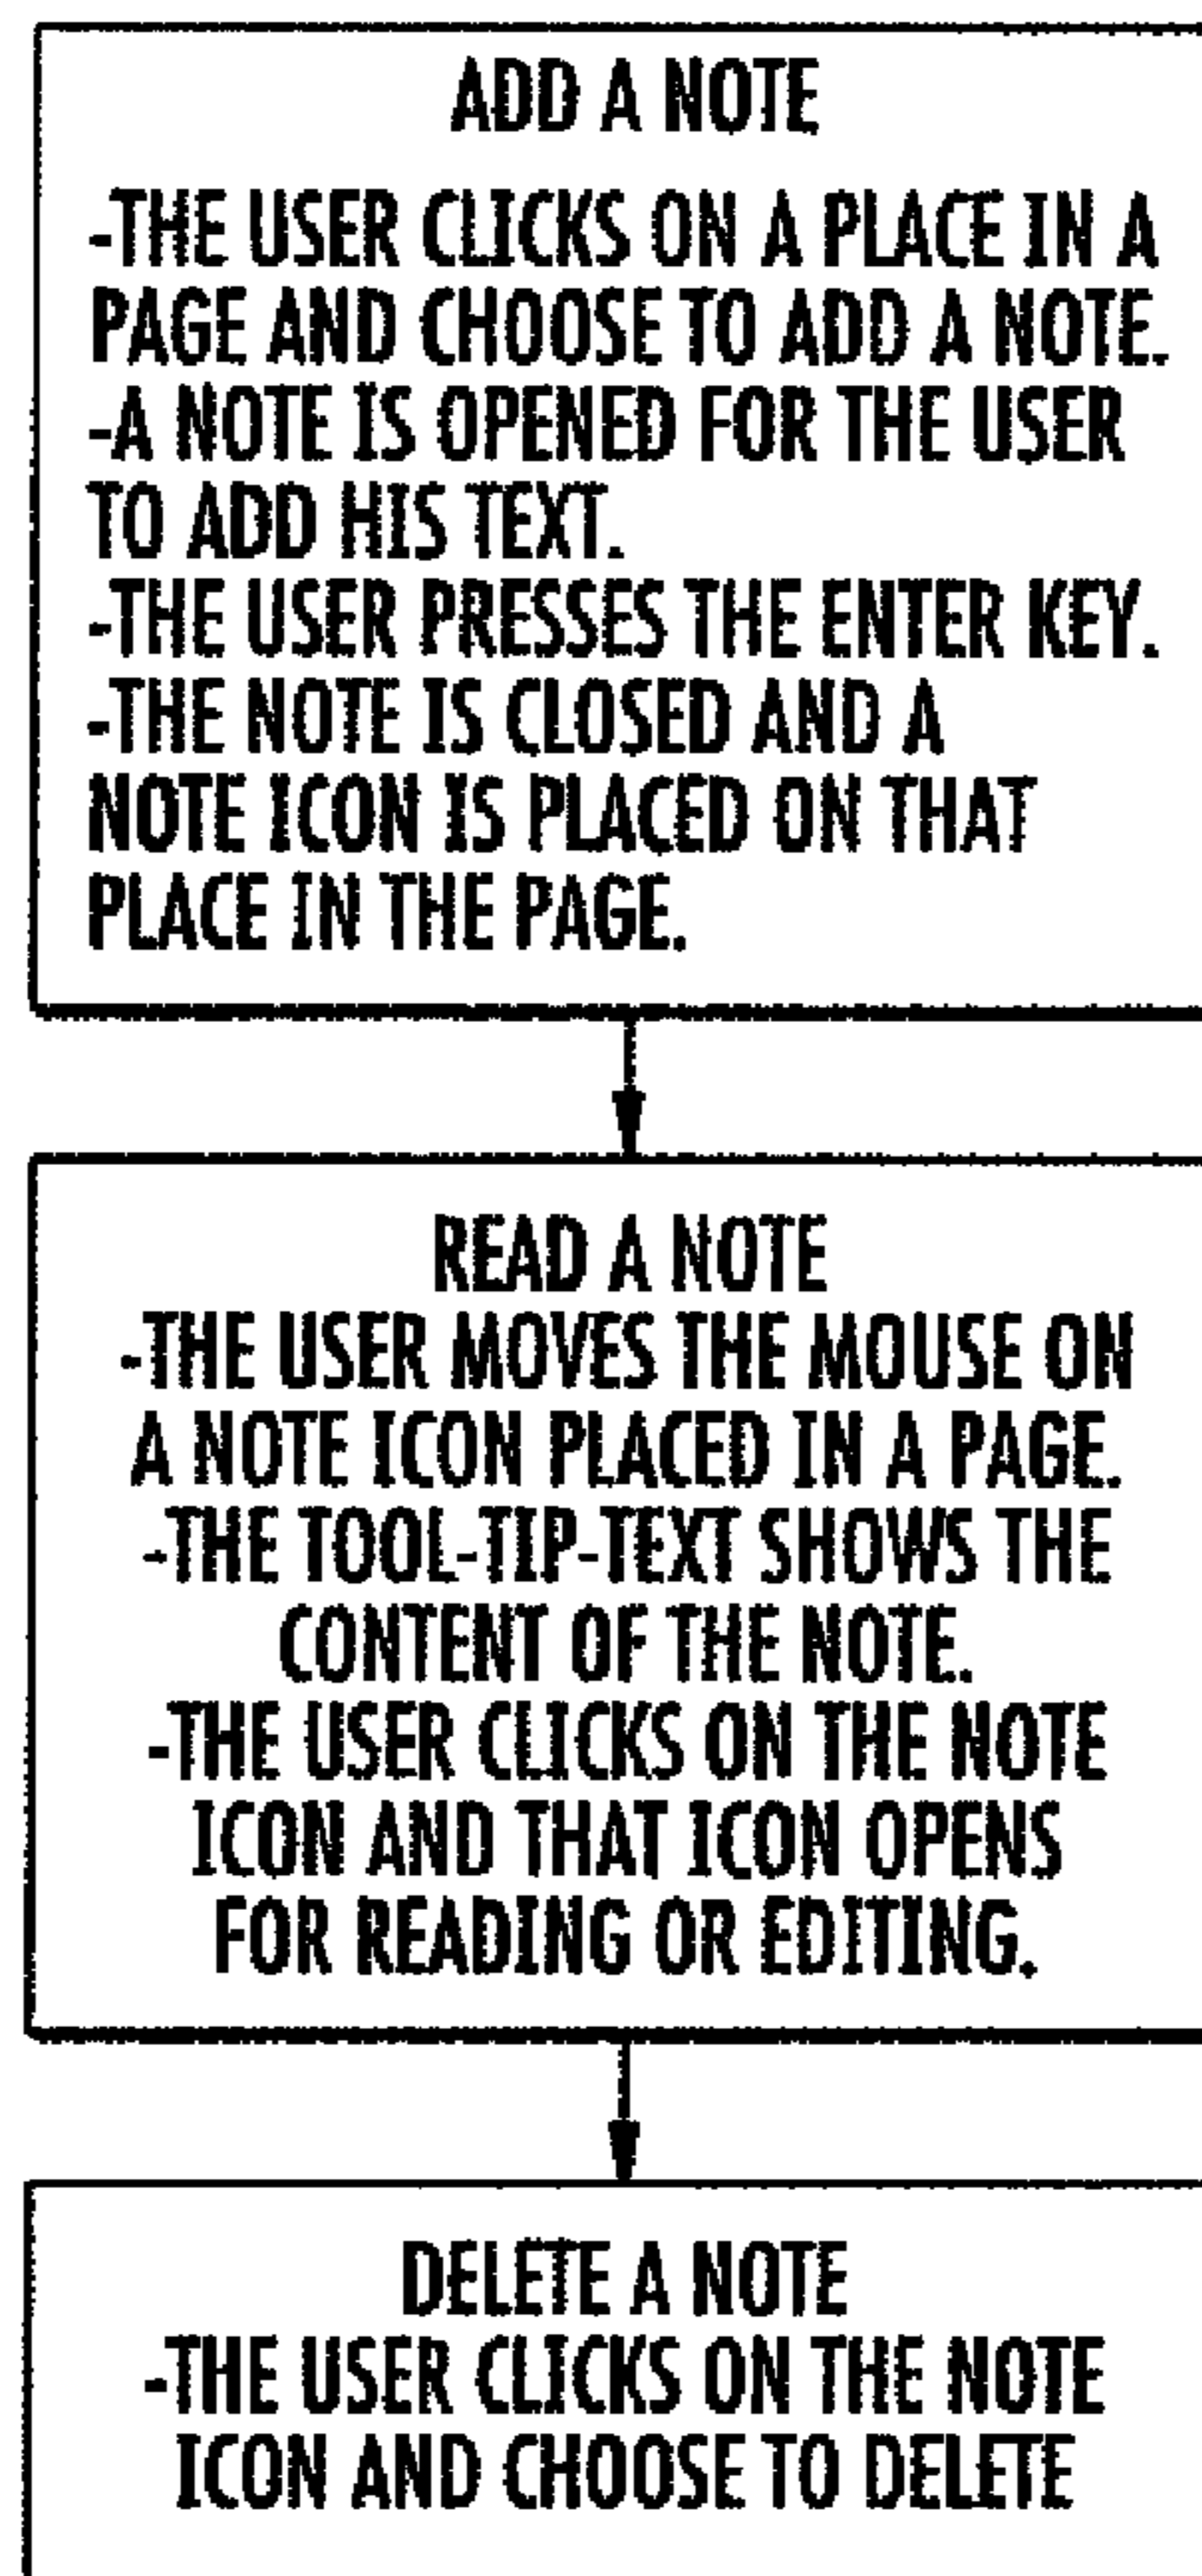 ADD A NOTE
-THE USER CLICKS ON A PLACE IN A
PAGE AND CHOOSE TO ADD A NOTE.
-A NOTE IS OPENED FOR THE USER
TO ADD HIS TEXT.
-THE USER PRESSES THE ENTER KEY.
-THE NOTE IS CLOSED AND A
NOTE ICON IS PLACED ON THAT
PLACE IN THE PAGE.
READ A NOTE
-THE USER MOVES THE MOUSE ON
A NOTE ICON PLACED IN A PAGE.
-THE TOOL-TIP-TEXT SHOWS THE
CONTENT OF THE NOTE.
-THE USER CLICKS ON THE NOTE
ICON AND THAT ICON OPENS
FOR READING OR EDITING.
DELETE A NOTE
-THE USER CLICKS ON THE NOTE
ICON AND CHOOSE TO DELETE